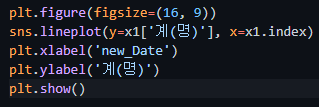 plt.figure(figsize=(16, 9))
sns.lineplot(y=x1['계(명)'], x=x1.index)
plt.xlabel('new_Date')
plt.ylabel('계(명)')
plt.show()